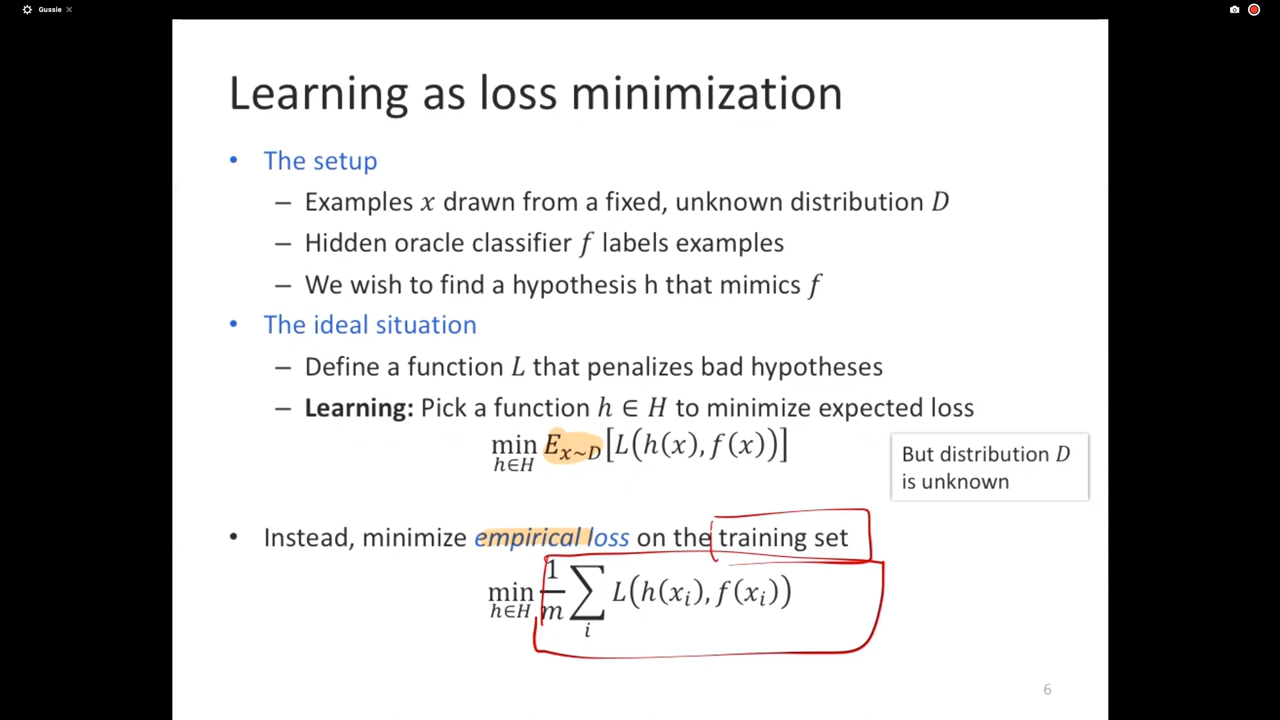 Gussie ×
Learning as loss minimization
• The setup
– Examples x drawn from a fixed, unknown distribution D
– Hidden oracle classifier f labels examples
– We wish to find a hypothesis h that mimics f
• The ideal situation
– Define a function L that penalizes bad hypotheses
– Learning: Pick a function h ∈ H to minimize expected loss
min h∈H E x~D [L(h(x), f(x))]
But distribution D
is unknown
• Instead, minimize empirical loss on the training set
min h∈H 1/m ∑ i L(h(xᵢ), f(xᵢ))
6